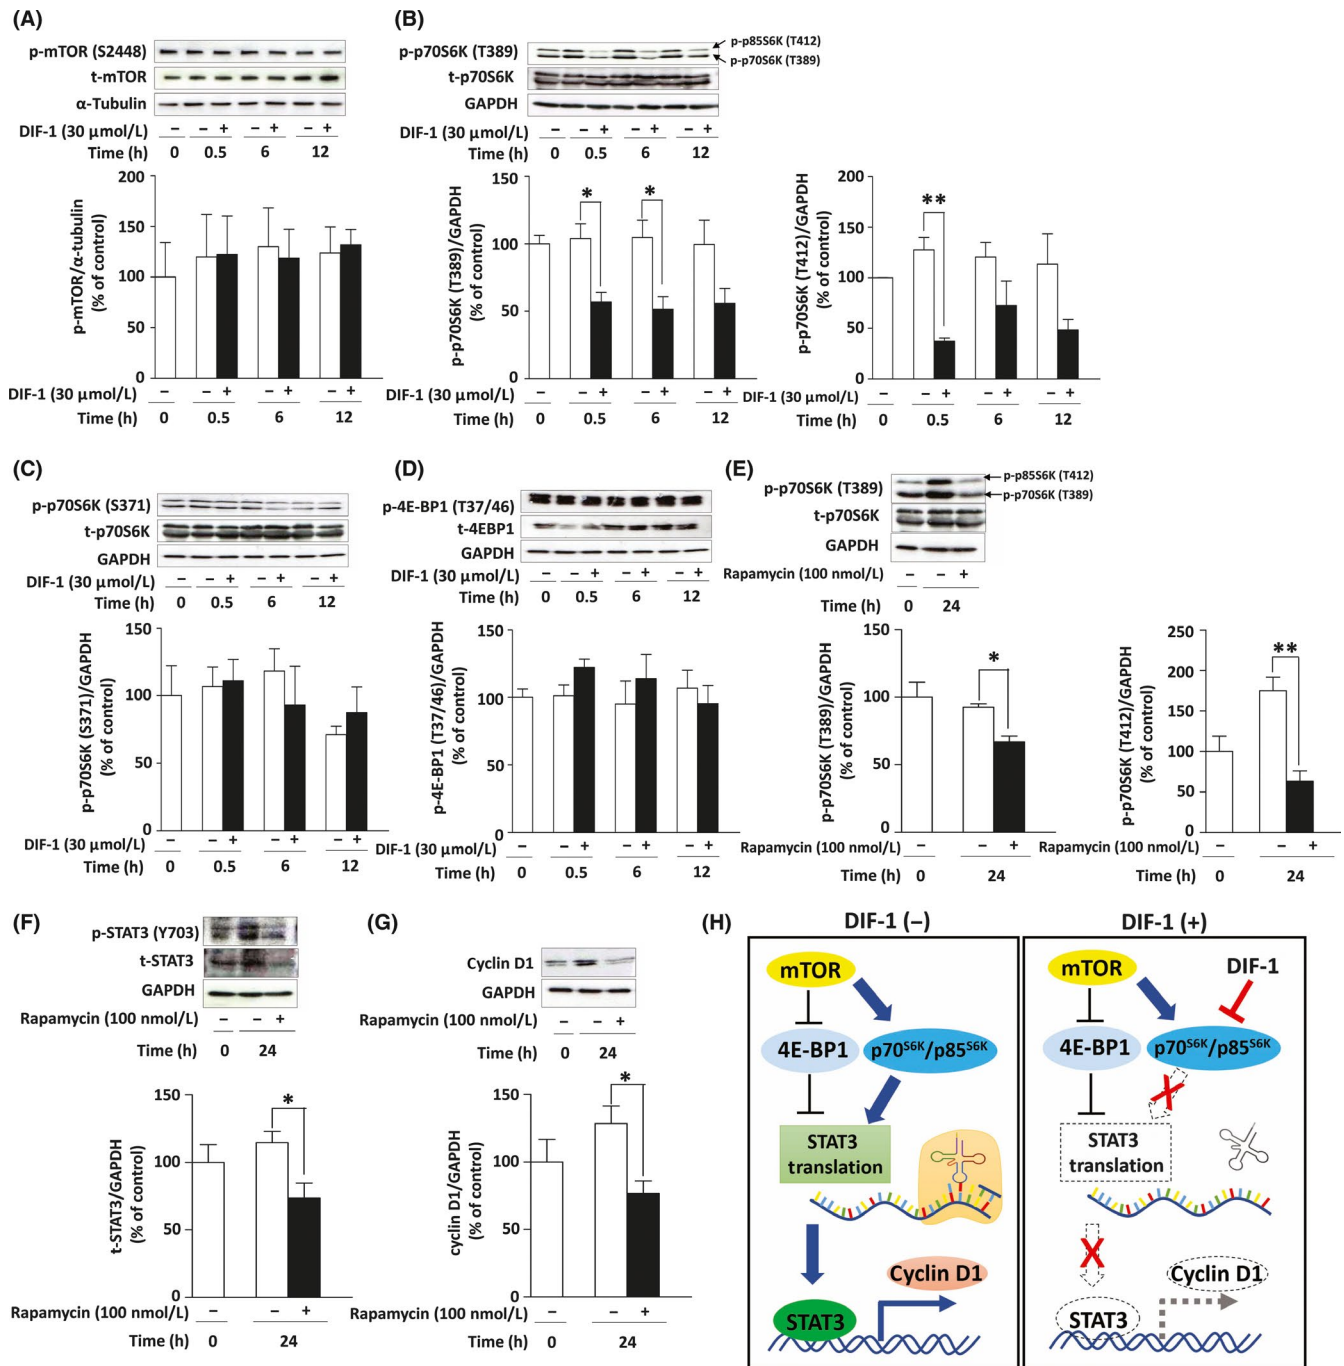 (A)
p-mTOR (S2448)
t-mTOR
α-Tubulin
DIF-1 (30 μmol/L) – – + – + – +
Time (h) 0 0.5 6 12
200
150
100
50
0
p-mTOR/α-tubulin
(% of control)
DIF-1 (30 μmol/L) – – + – + – +
Time (h) 0 0.5 6 12
(B)
p-p70S6K (T389)
p-p85S6K (T412)
p-p70S6K (T389)
t-p70S6K
GAPDH
DIF-1 (30 μmol/L) – – + – + – +
Time (h) 0 0.5 6 12
150
100
50
0
p-p70S6K (T389)/GAPDH
(% of control)
* *
DIF-1 (30 μmol/L) – – + – + – +
Time (h) 0 0.5 6 12
200
150
100
50
0
p-p70S6K (T412)/GAPDH
(% of control)
**
DIF-1 (30 μmol/L) – – + – + – +
Time (h) 0 0.5 6 12
(C)
p-p70S6K (S371)
t-p70S6K
GAPDH
DIF-1 (30 μmol/L) – – + – + – +
Time (h) 0 0.5 6 12
150
100
50
0
p-p70S6K (S371)/GAPDH
(% of control)
DIF-1 (30 μmol/L) – – + – + – +
Time (h) 0 0.5 6 12
(D)
p-4E-BP1 (T37/46)
t-4EBP1
GAPDH
DIF-1 (30 μmol/L) – – + – + – +
Time (h) 0 0.5 6 12
150
100
50
0
p-4E-BP1 (T37/46)/GAPDH
(% of control)
DIF-1 (30 μmol/L) – – + – + – +
Time (h) 0 0.5 6 12
(E)
p-p70S6K (T389)
p-p85S6K (T412)
p-p70S6K (T389)
t-p70S6K
GAPDH
Rapamycin (100 nmol/L) – – +
Time (h) 0 24
150
100
50
0
p-p70S6K (T389)/GAPDH
(% of control)
*
Rapamycin (100 nmol/L) – – +
Time (h) 0 24
250
200
150
100
50
0
p-p70S6K (T412)/GAPDH
(% of control)
**
Rapamycin (100 nmol/L) – – +
Time (h) 0 24
(F)
p-STAT3 (Y703)
t-STAT3
GAPDH
Rapamycin (100 nmol/L) – – +
Time (h) 0 24
150
100
50
0
t-STAT3/GAPDH
(% of control)
*
Rapamycin (100 nmol/L) – – +
Time (h) 0 24
(G)
Cyclin D1
GAPDH
Rapamycin (100 nmol/L) – – +
Time (h) 0 24
150
100
50
0
cyclin D1/GAPDH
(% of control)
*
Rapamycin (100 nmol/L) – – +
Time (h) 0 24
(H)
DIF-1 (–)
mTOR
4E-BP1
p70S6K/p85S6K
STAT3
translation
Cyclin D1
STAT3
DIF-1 (+)
mTOR
DIF-1
4E-BP1
p70S6K/p85S6K
STAT3
translation
Cyclin D1
STAT3